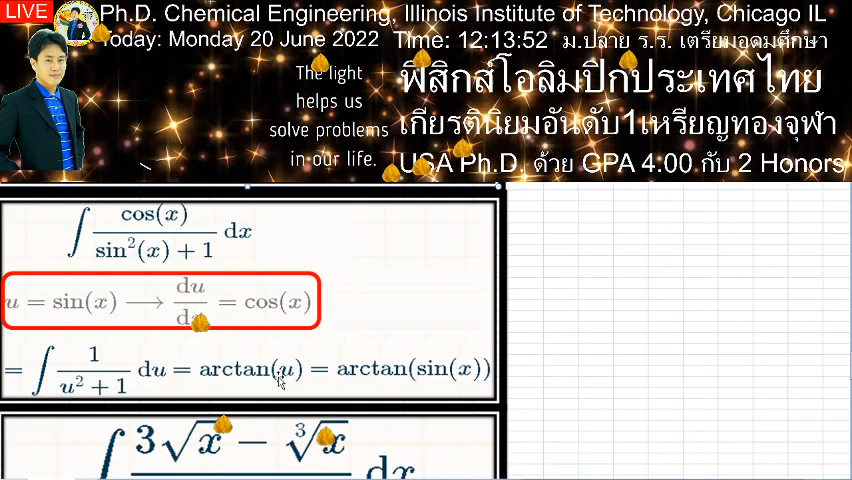 LIVE
Ph.D. Chemical Engineering, Illinois Institute of Technology, Chicago IL
Today: Monday 20 June 2022 Time: 12:13:52 ม.ปลาย ร.ร. เตรียมอุดมศึกษา
The light
helps us
solve problems
in our life.
ฟิสิกส์โอลิมปิกประเทศไทย
เกียรตินิยมอันดับ1เหรียญทองจุฬา
USA Ph.D. ด้วย GPA 4.00 กับ 2 Honors
∫ cos(x) / (sin²(x) + 1) dx
u = sin(x) ⟶ du/dx = cos(x)
= ∫ 1 / (u² + 1) du = arctan(u) = arctan(sin(x))
∫ 3√x − ∛x dx